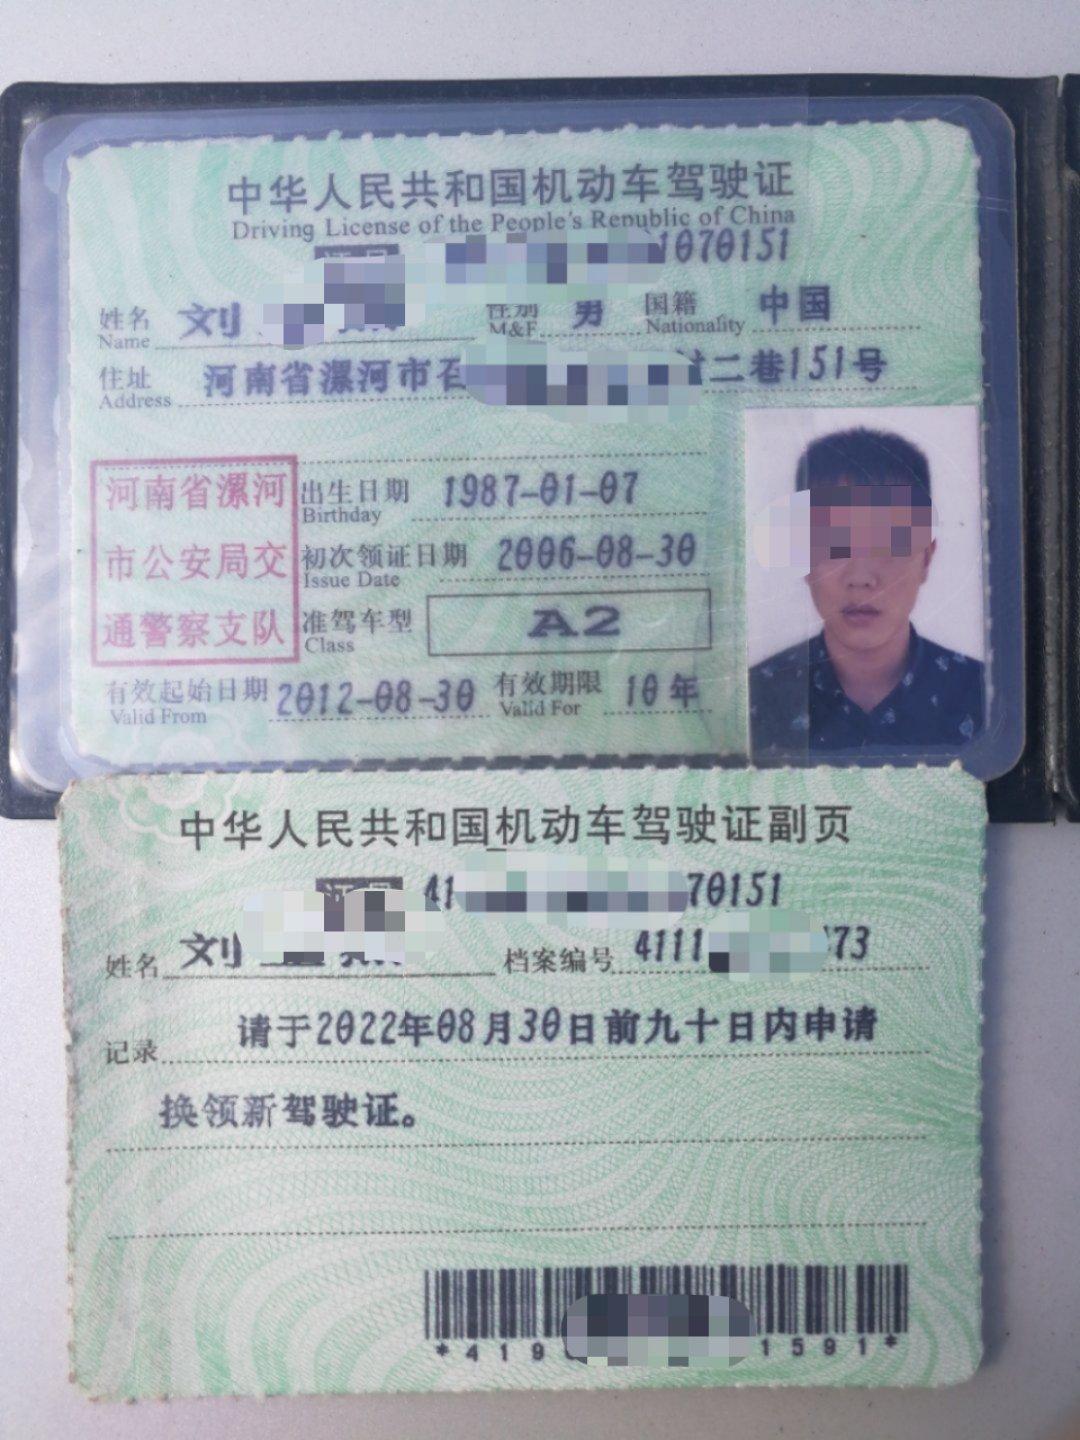 中华人民共和国机动车驾驶证
Driving License of the People's Republic of China
1070151
姓名 刘 性别 男 国籍 中国
Name M&F Nationality
住址 河南省漯河市石 村二巷151号
Address
河南省漯河
市公安局交
通警察支队
出生日期 1987-01-07
Birthday
初次领证日期 2006-08-30
Issue Date
准驾车型 A2
Class
有效起始日期 2012-08-30 有效期限 10年
Valid From Valid For
中华人民共和国机动车驾驶证副页
证号 41 70151
姓名 刘 档案编号 4111 73
记录 请于2022年08月30日前九十日内申请
换领新驾驶证。
*419 1591*